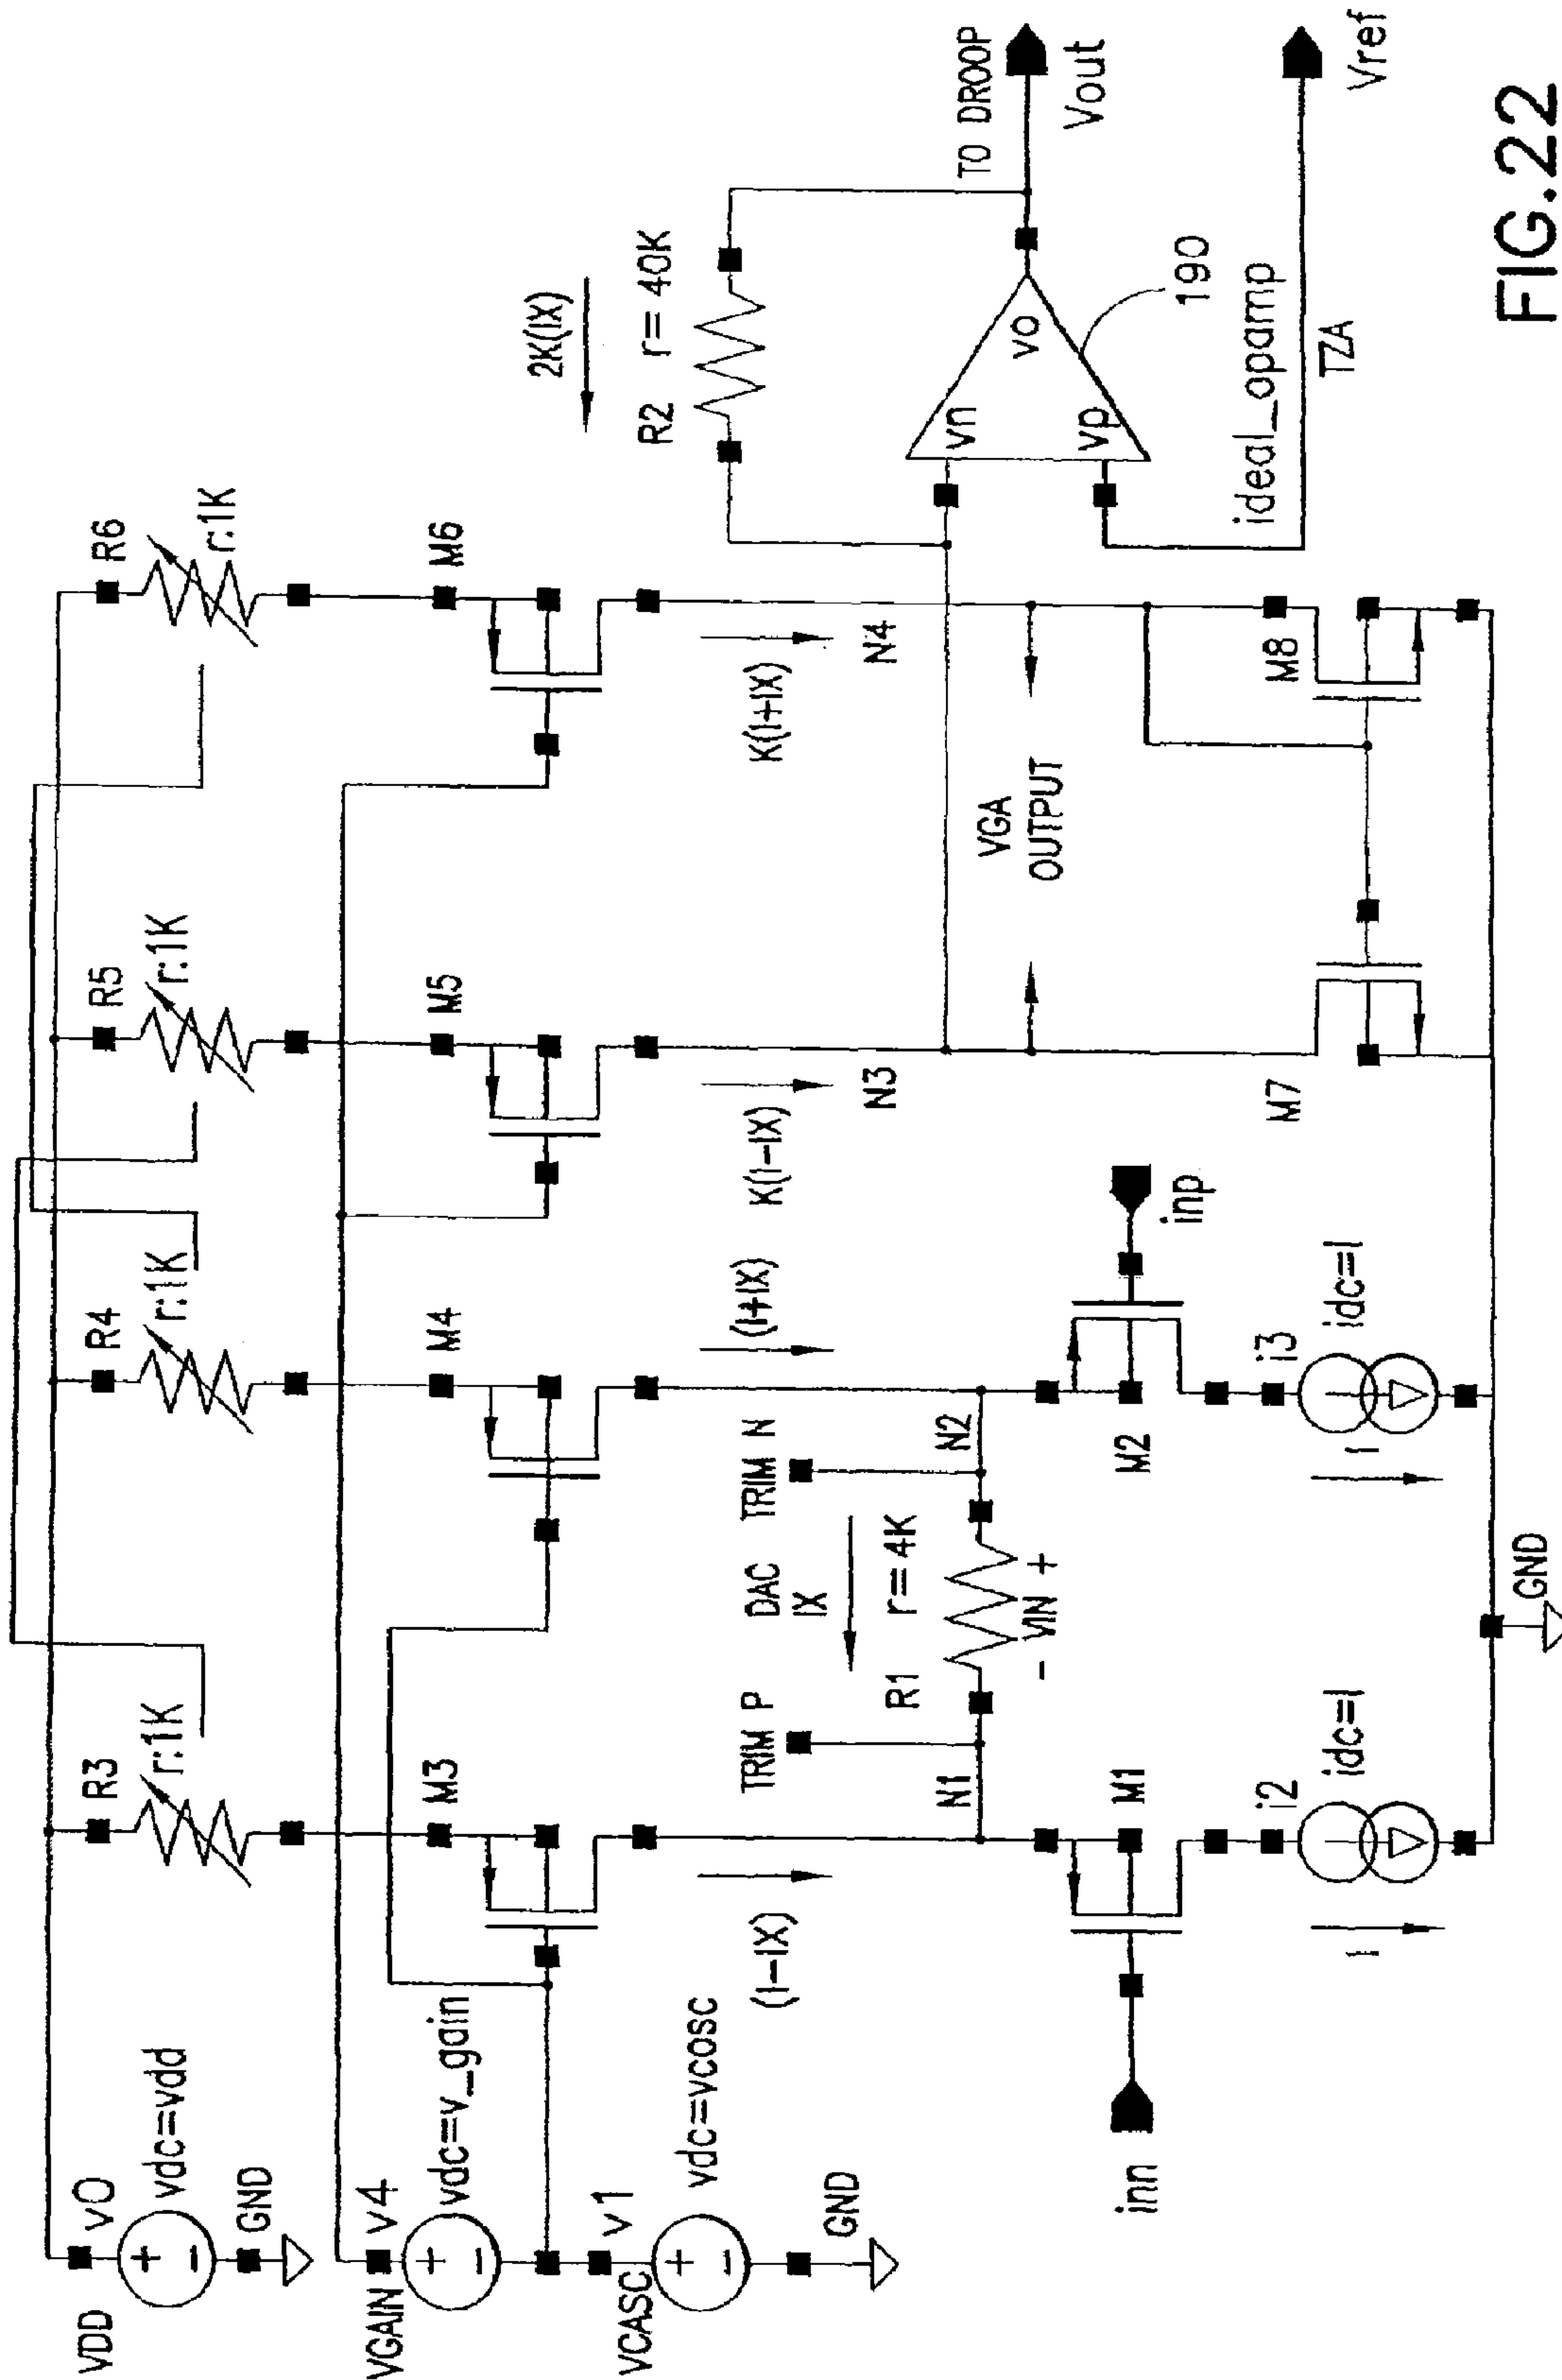 VDD
v0
vdc=vdd
GND
VGAIN
v4
vdc=v_gain
VCASC
v1
vdc=vcosc
GND
R3
r:1K
R4
r:1K
R5
r:1K
R6
r:1K
M3
M4
M5
M6
(I-IX)
(I+IX)
K(I-IX)
K(I+IX)
N3
N4
2K(IX)
R2 r=40K
TO DROOP
Vout
vn
vo
vp
190
ideal_opamp
TZA
Vref
TRIM P
DAC
IX
TRIM N
N1
R1
r=4K
N2
- VIN +
VGA
OUTPUT
inn
M1
M2
inp
M7
M8
i2
idc=I
I
i3
idc=I
I
GND
FIG.22